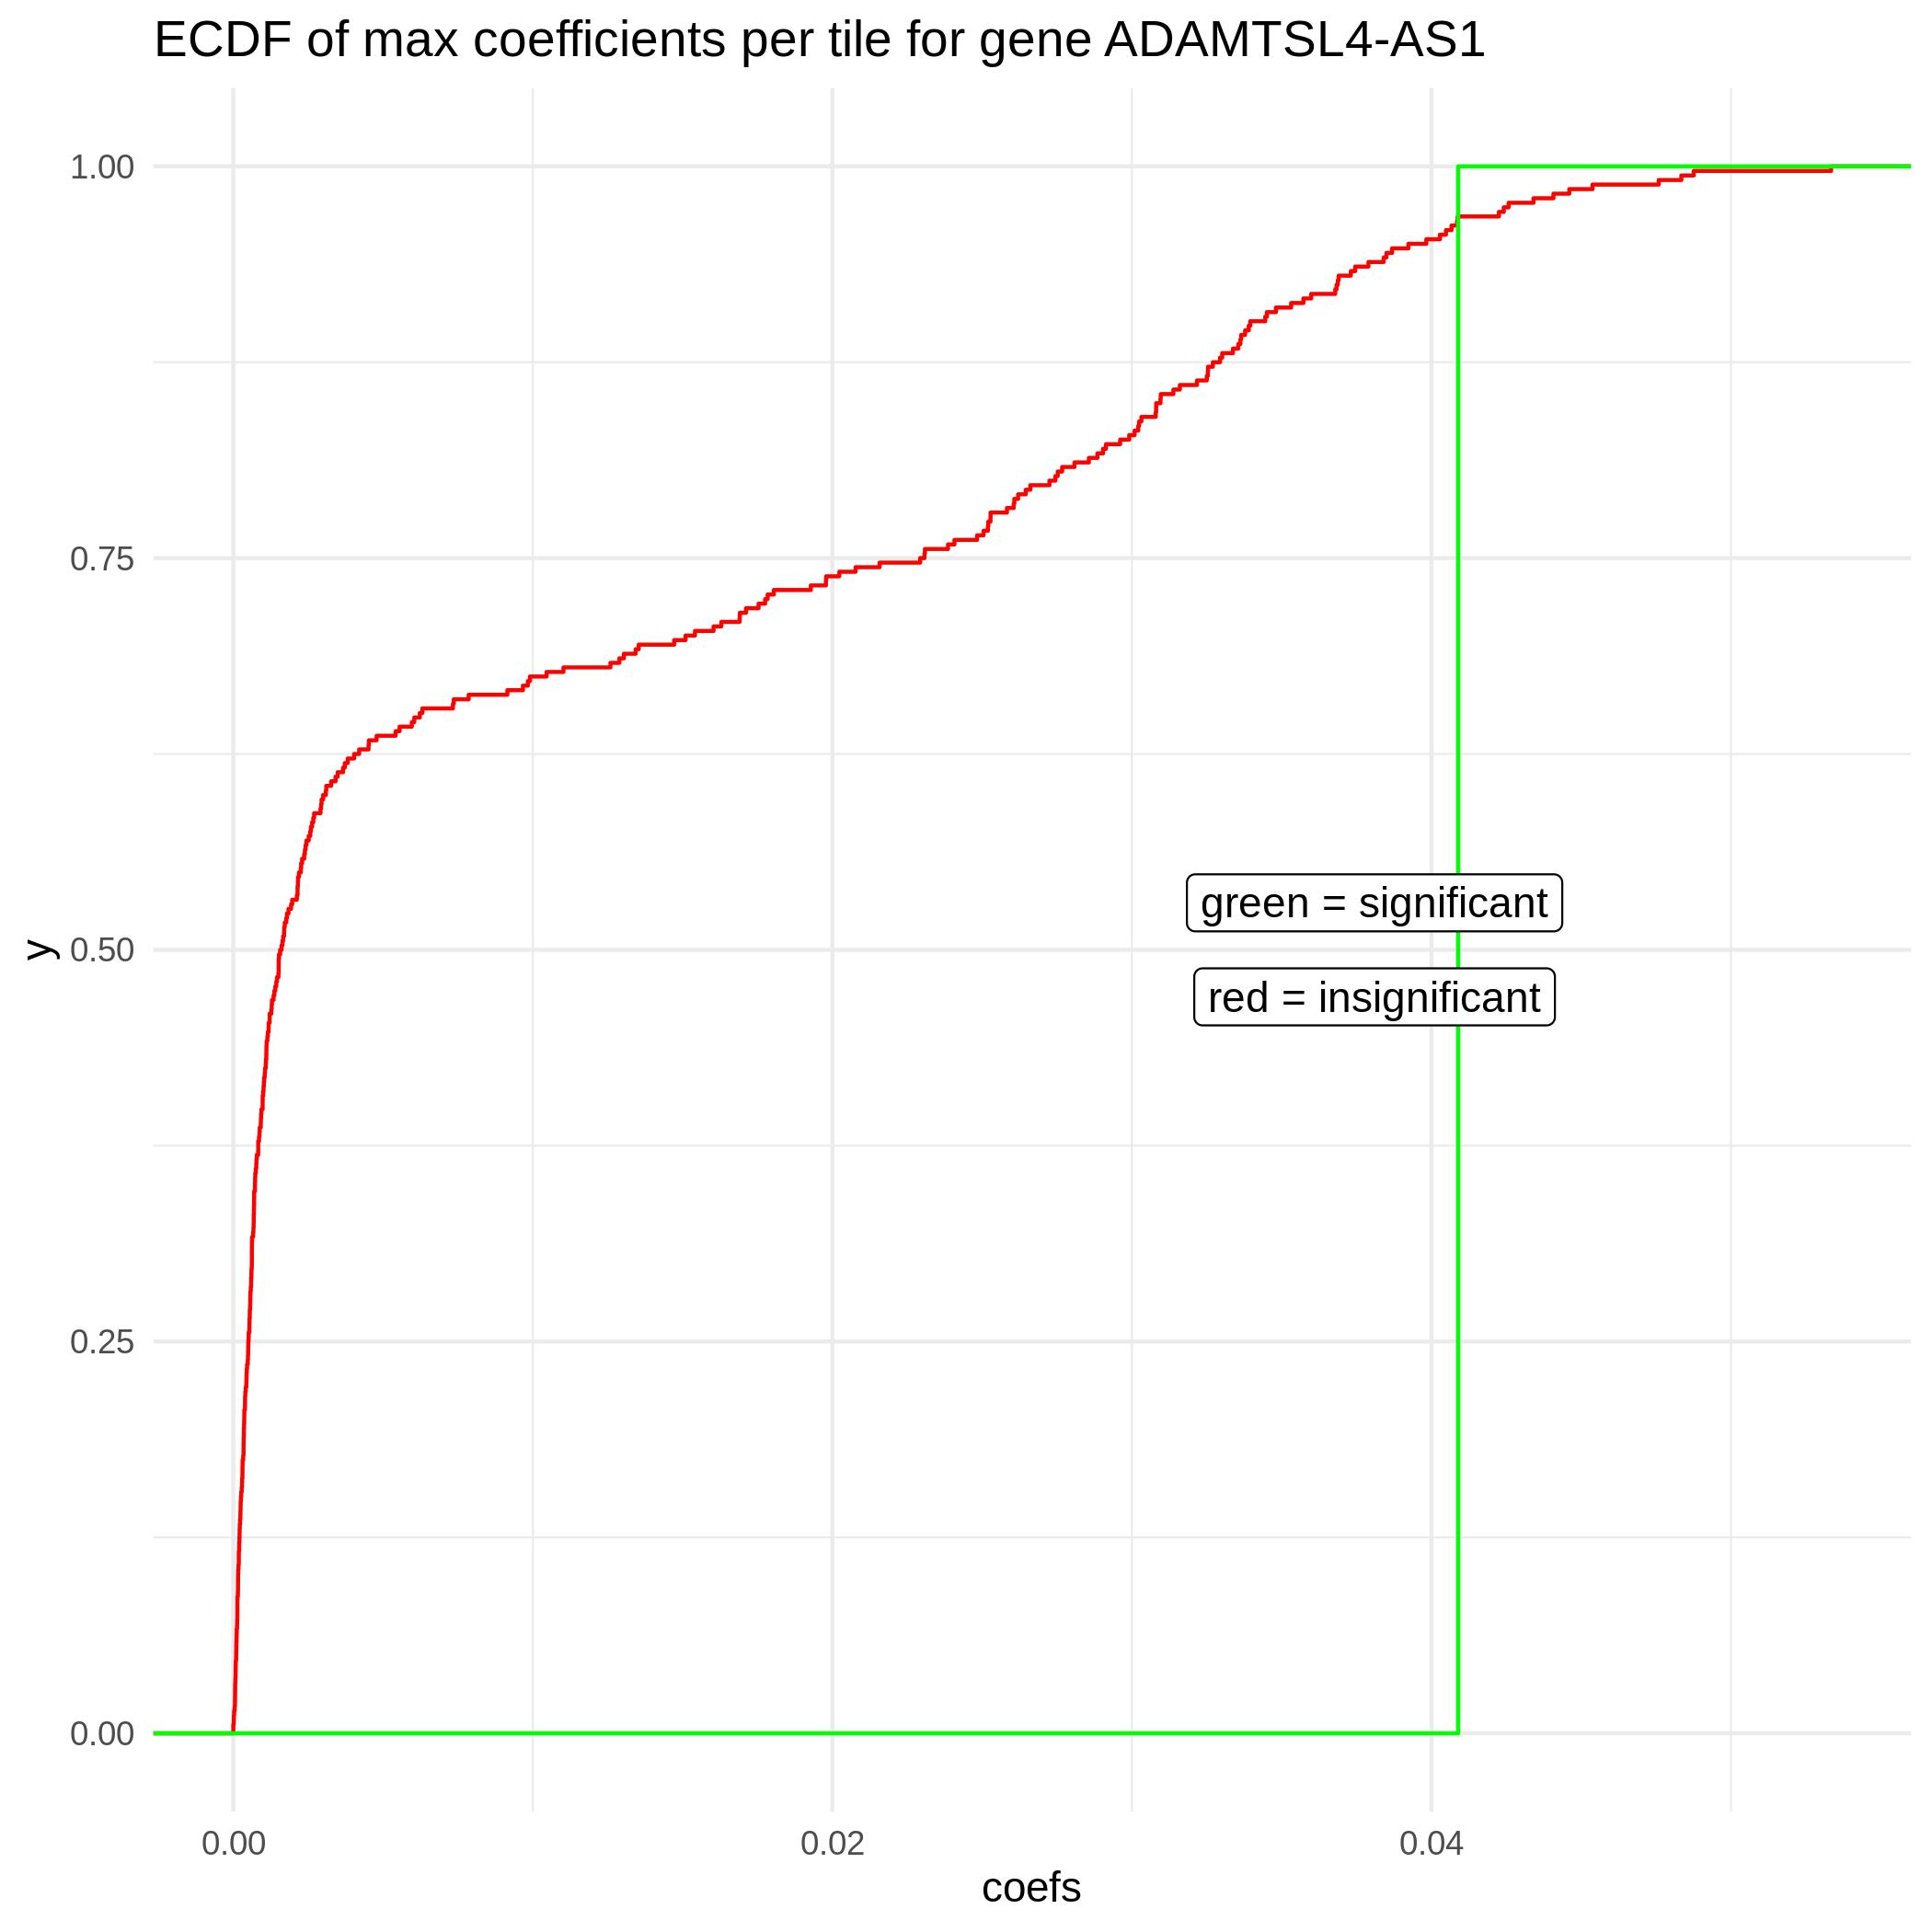 ECDF of max coefficients per tile for gene ADAMTSL4-AS1
1.00
0.75
0.50
0.25
0.00
y
green = significant
red = insignificant
0.00 0.02 0.04
coefs